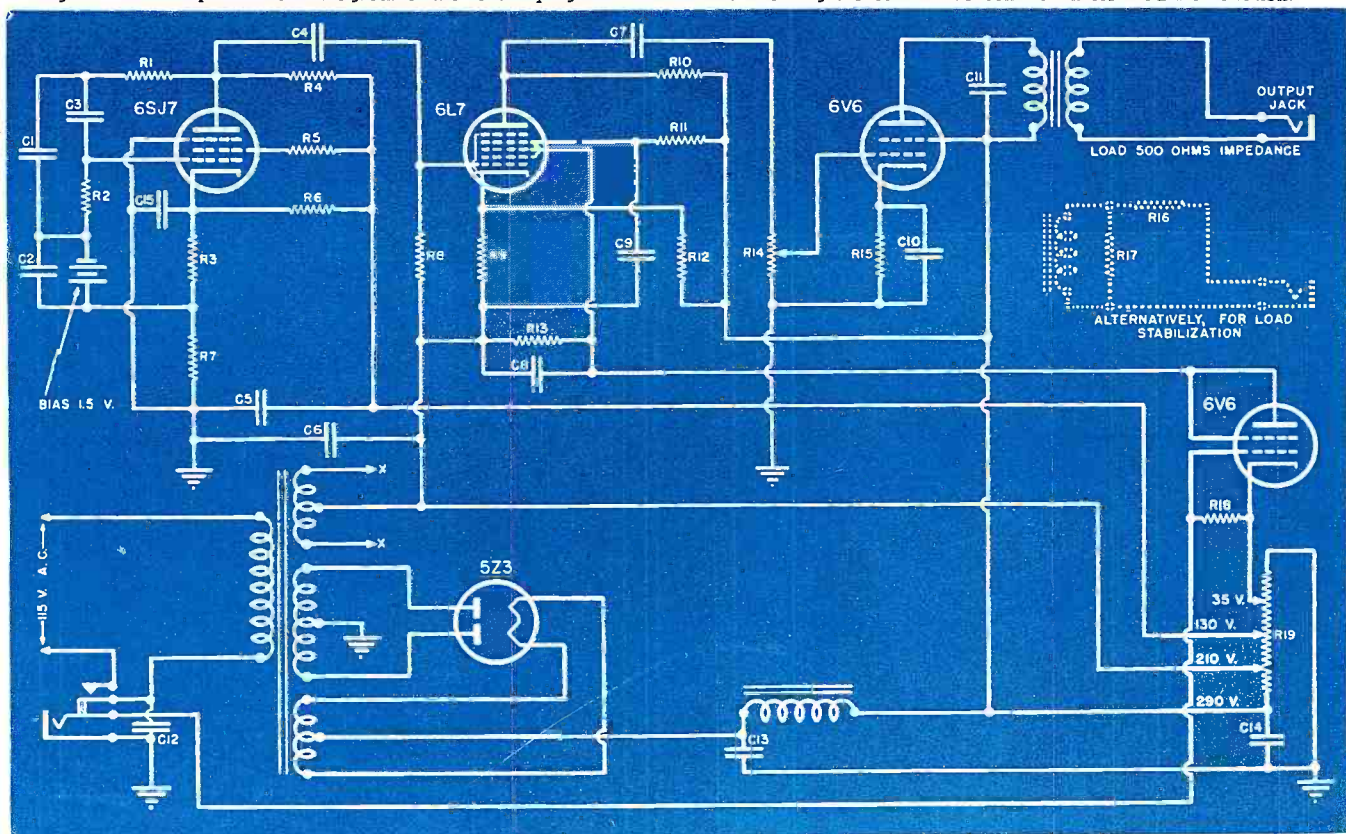 C4
C7
R1
R4
R10
C11
6SJ7
6L7
6V6
C3
OUTPUT
JACK
C1
R5
R11
LOAD 500 OHMS IMPEDANCE
R2
C15
R6
R16
C2
R3
R8
C9
R12
R14
R15
C10
R17
ALTERNATIVELY, FOR LOAD
STABILIZATION
R13
R7
C8
BIAS 1.5 V.
C5
6V6
C6
X
R18
X
115 V. A.C.
5Z3
35 V.
130 V.
R19
210 V.
290 V.
C12
C13
C14